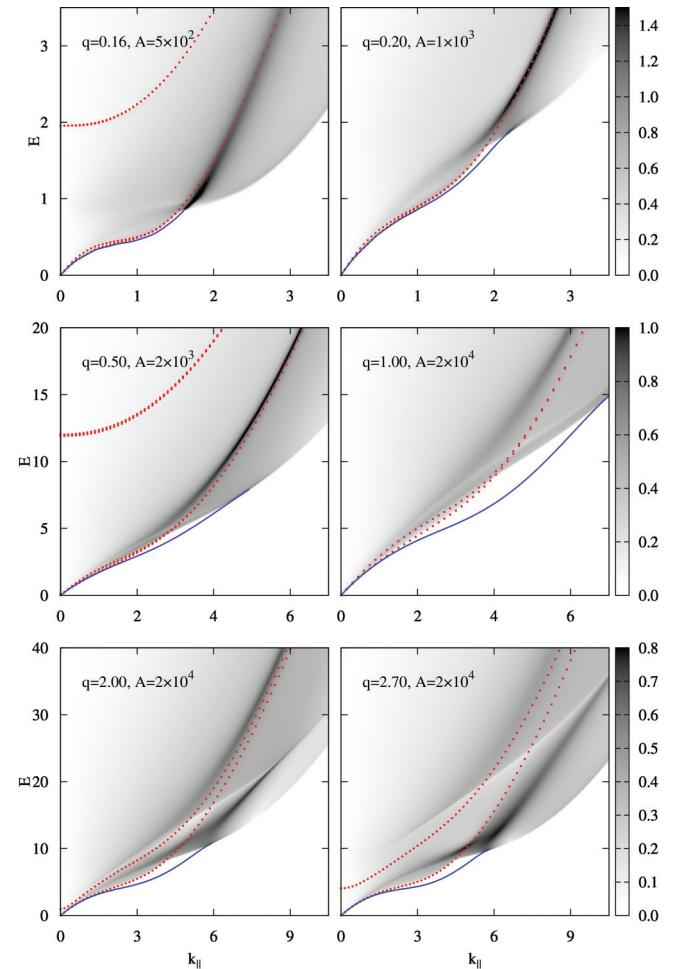 q=0.16, A=5×10²
q=0.20, A=1×10³
E
3
2
1
0
0 1 2 3
0 1 2 3
1.4
1.2
1.0
0.8
0.6
0.4
0.2
0.0
q=0.50, A=2×10³
q=1.00, A=2×10⁴
E
20
15
10
5
0
0 2 4 6
0 2 4 6
1.0
0.8
0.6
0.4
0.2
0.0
q=2.00, A=2×10⁴
q=2.70, A=2×10⁴
E
40
30
20
10
0
0 3 6 9
0 3 6 9
k||
k||
0.8
0.7
0.6
0.5
0.4
0.3
0.2
0.1
0.0